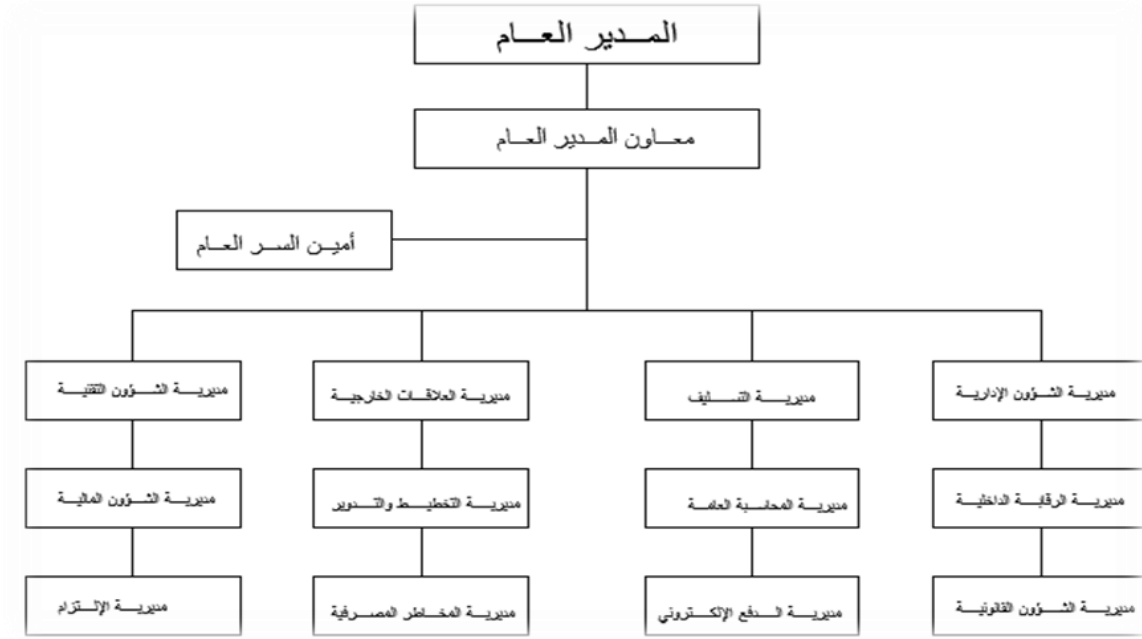 المدير العام
معاون المدير العام
أمين السر العام
مديرية الشؤون الإدارية
مديرية التسليف
مديرية العلاقات الخارجية
مديرية الشؤون التقنية
مديرية الرقابة الداخلية
مديرية المحاسبة العامة
مديرية التخطيط والتدوير
مديرية الشؤون المالية
مديرية الشؤون القانونية
مديرية الدفع الإلكتروني
مديرية المخاطر المصرفية
مديرية الإلتزام